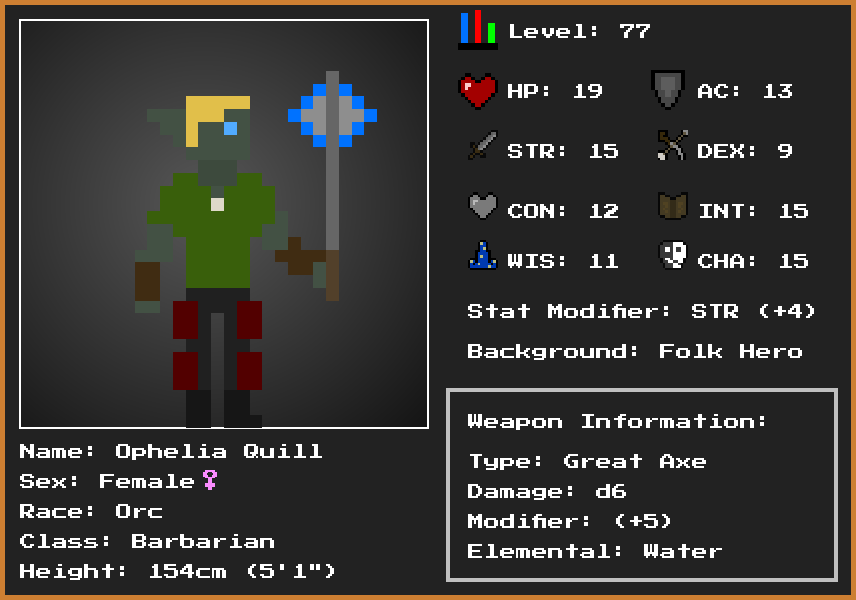 Level: 77
HP: 19 AC: 13
STR: 15 DEX: 9
CON: 12 INT: 15
WIS: 11 CHA: 15
Stat Modifier: STR (+4)
Background: Folk Hero
Weapon Information:
Type: Great Axe
Damage: d6
Modifier: (+5)
Elemental: Water
Name: Ophelia Quill
Sex: Female♀
Race: Orc
Class: Barbarian
Height: 154cm (5'1")